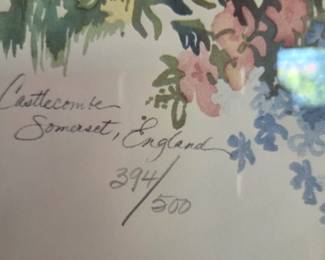 Castlecombe
Somerset, England
394/500